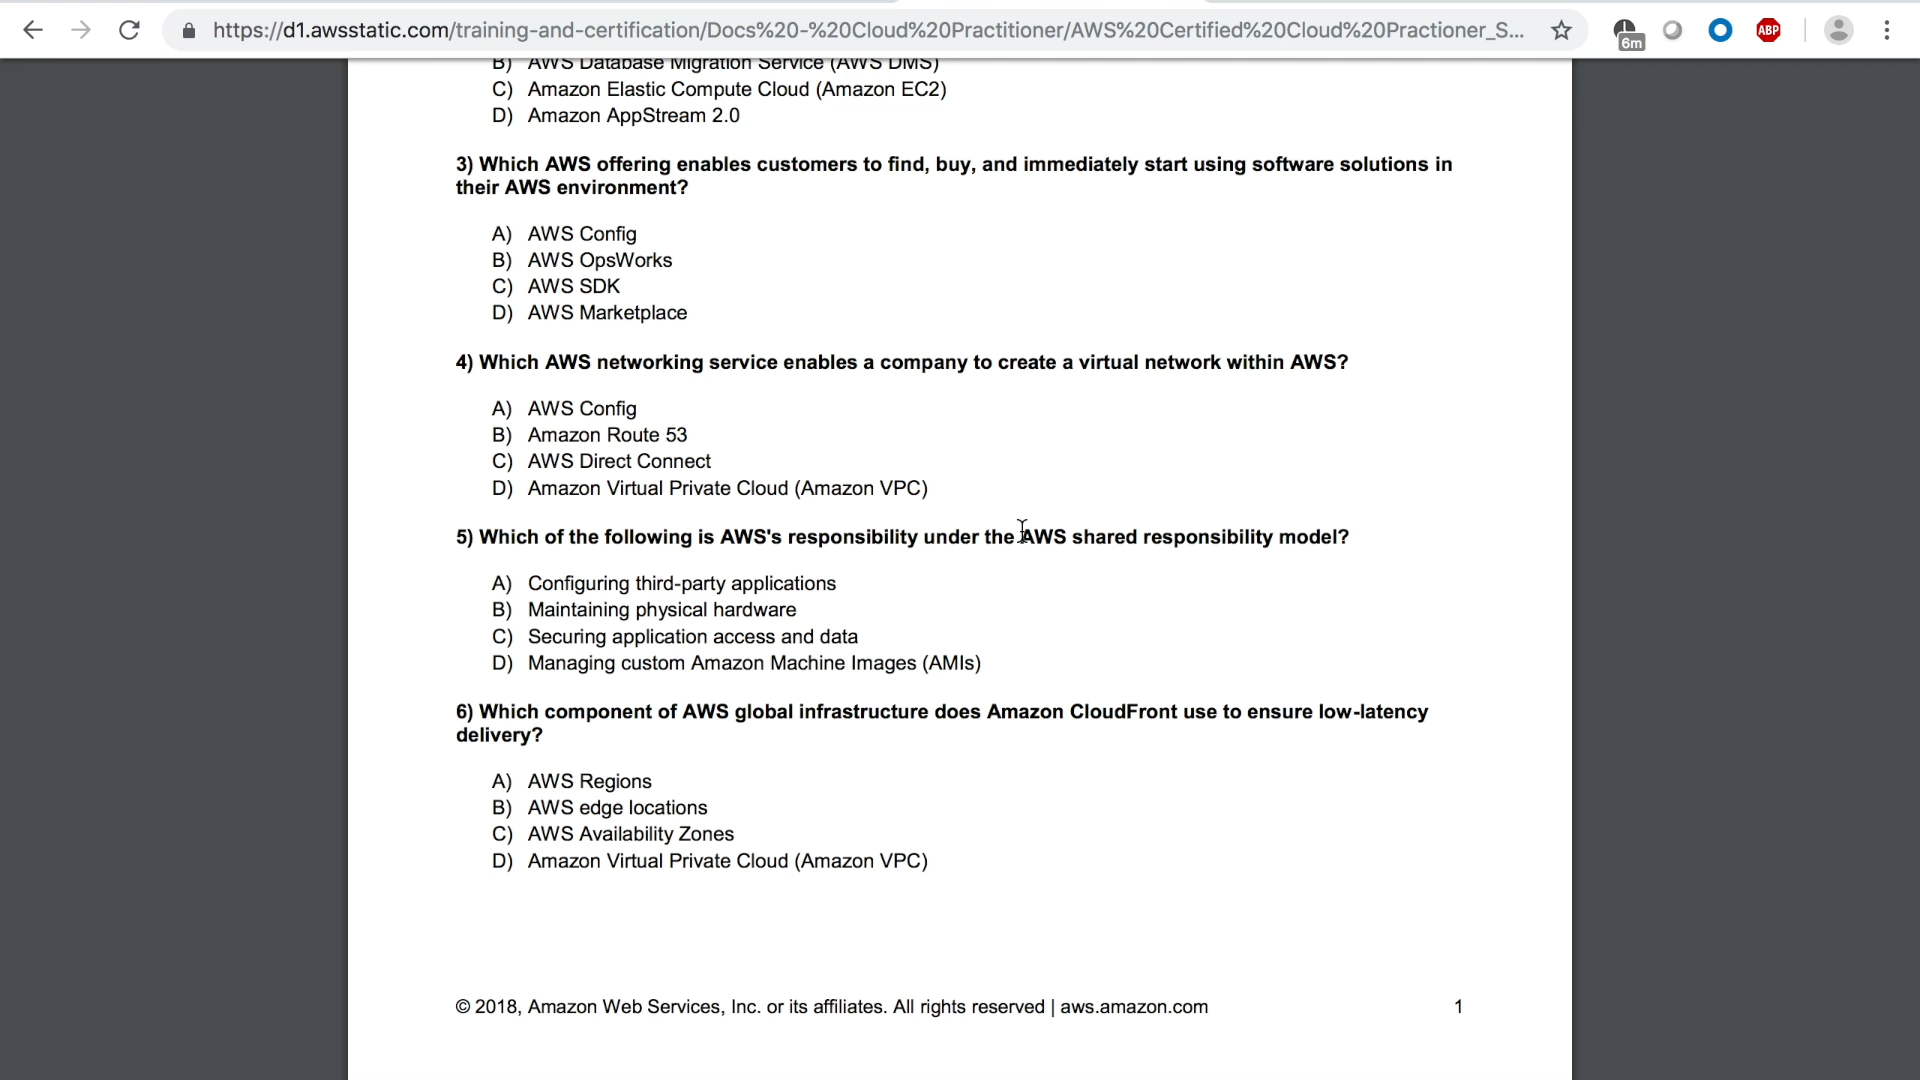 https://d1.awsstatic.com/training-and-certification/Docs%20-%20Cloud%20Practitioner/AWS%20Certified%20Cloud%20Practioner_S...
6m
ABP
B) AWS Database Migration Service (AWS DMS)
C) Amazon Elastic Compute Cloud (Amazon EC2)
D) Amazon AppStream 2.0
3) Which AWS offering enables customers to find, buy, and immediately start using software solutions in
their AWS environment?
A) AWS Config
B) AWS OpsWorks
C) AWS SDK
D) AWS Marketplace
4) Which AWS networking service enables a company to create a virtual network within AWS?
A) AWS Config
B) Amazon Route 53
C) AWS Direct Connect
D) Amazon Virtual Private Cloud (Amazon VPC)
5) Which of the following is AWS's responsibility under the AWS shared responsibility model?
A) Configuring third-party applications
B) Maintaining physical hardware
C) Securing application access and data
D) Managing custom Amazon Machine Images (AMIs)
6) Which component of AWS global infrastructure does Amazon CloudFront use to ensure low-latency
delivery?
A) AWS Regions
B) AWS edge locations
C) AWS Availability Zones
D) Amazon Virtual Private Cloud (Amazon VPC)
© 2018, Amazon Web Services, Inc. or its affiliates. All rights reserved | aws.amazon.com 1